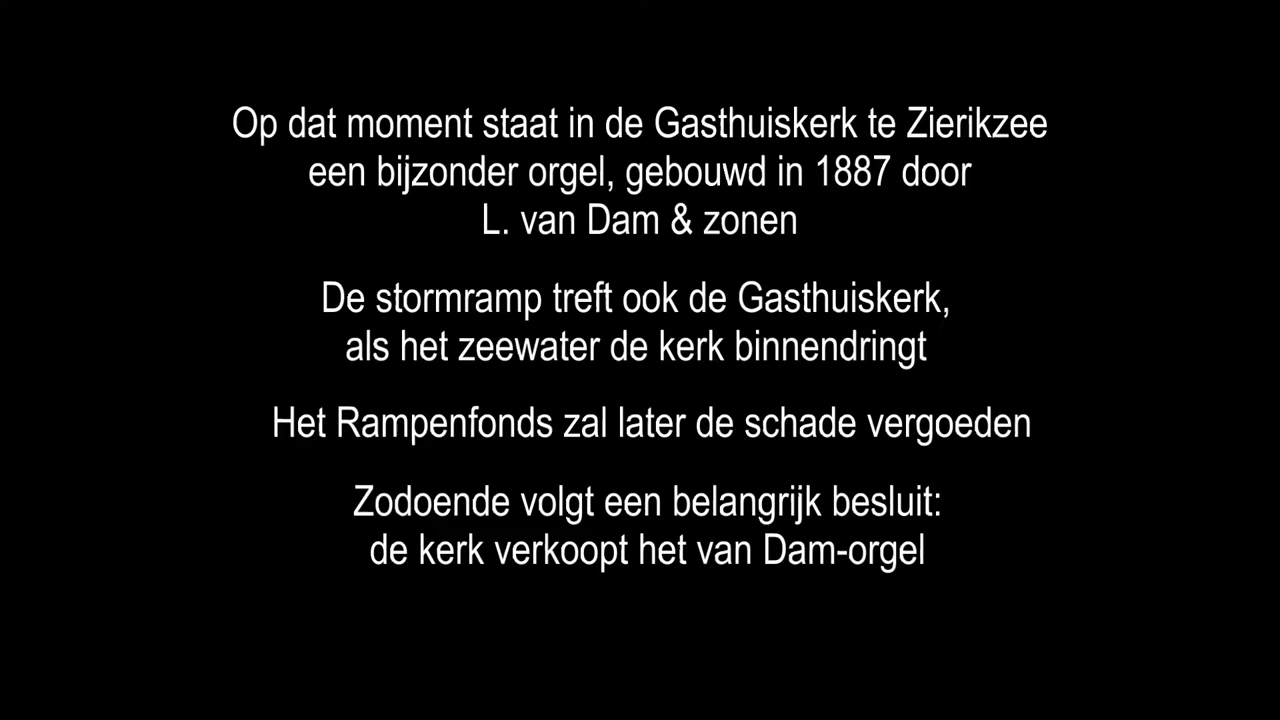 Op dat moment staat in de Gasthuiskerk te Zierikzee
een bijzonder orgel, gebouwd in 1887 door
L. van Dam & zonen
De stormramp treft ook de Gasthuiskerk,
als het zeewater de kerk binnendringt
Het Rampenfonds zal later de schade vergoeden
Zodoende volgt een belangrijk besluit:
de kerk verkoopt het van Dam-orgel